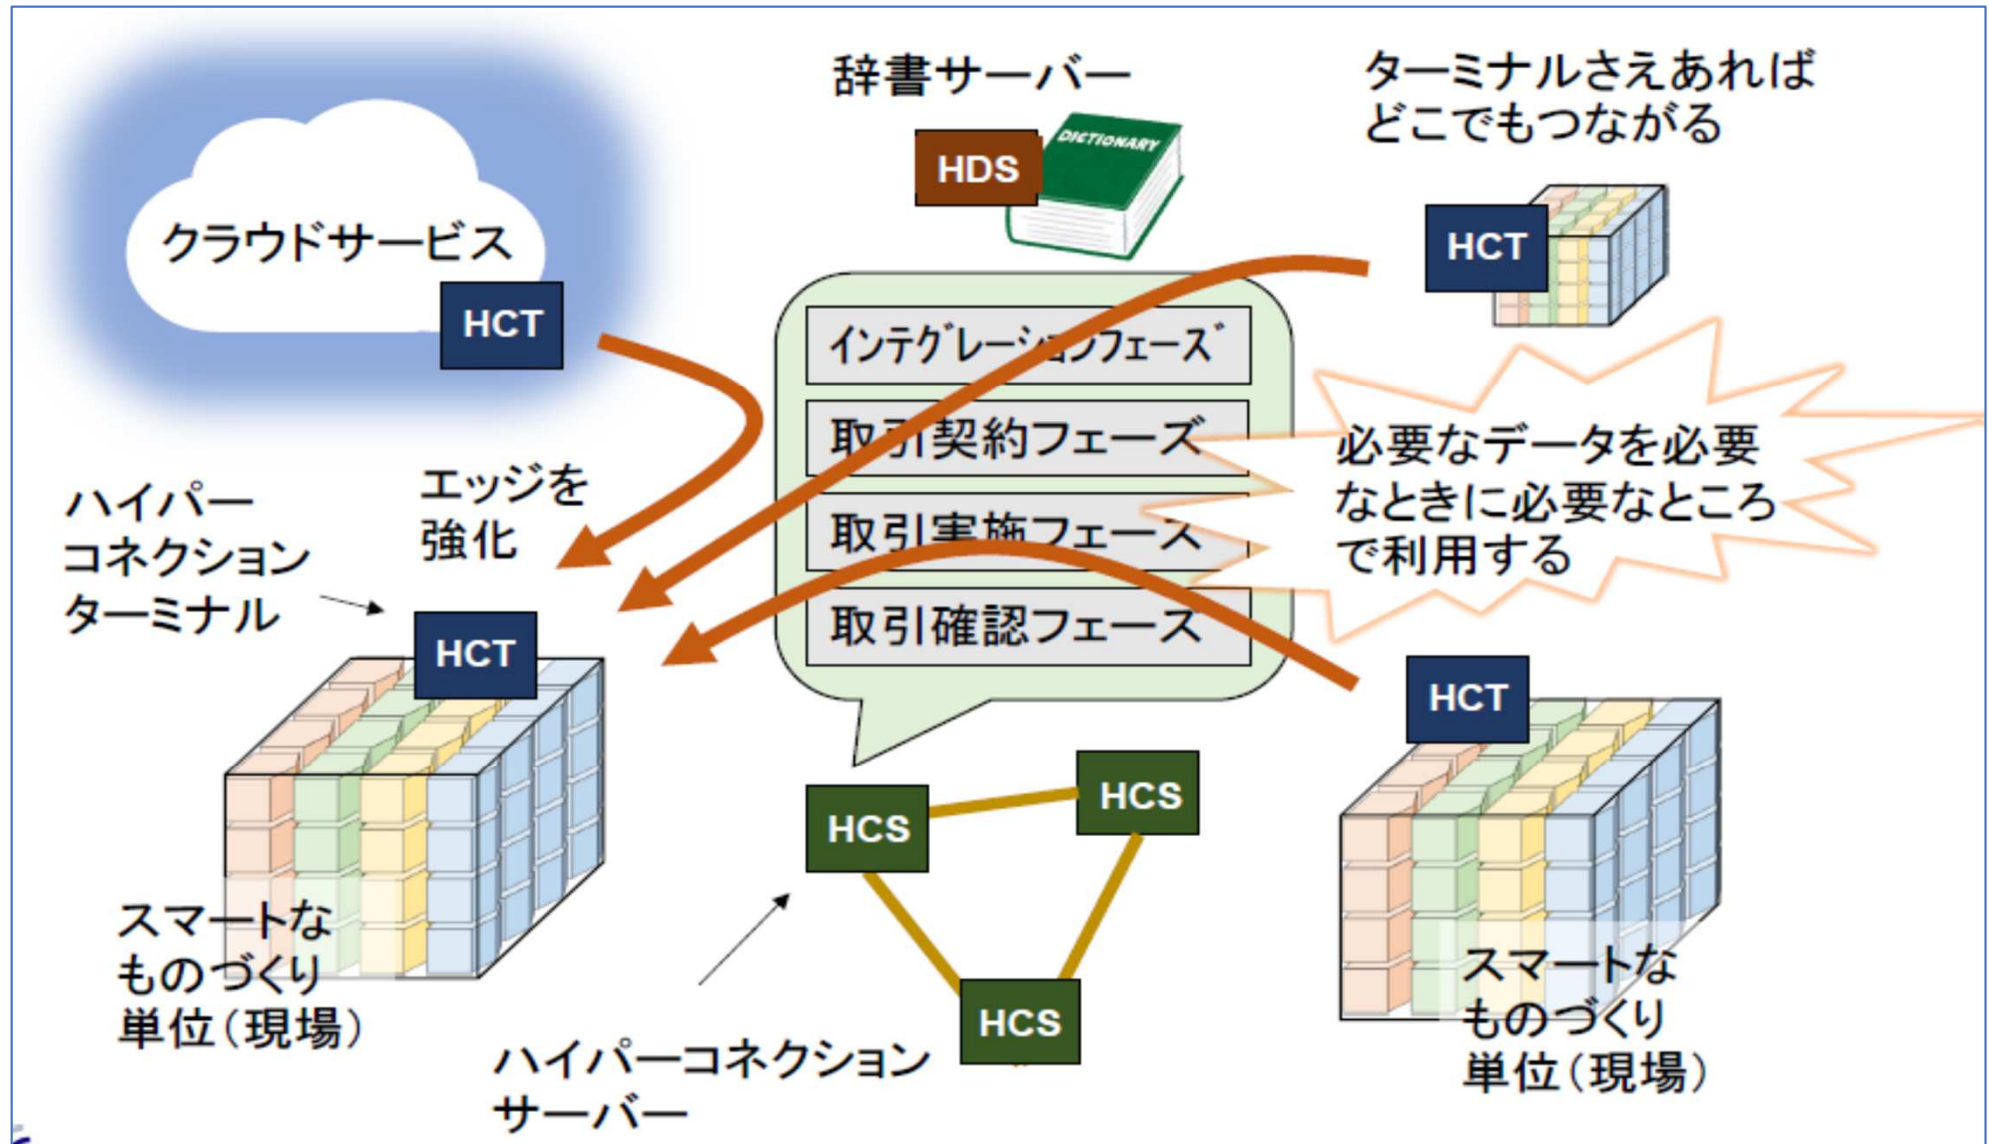 辞書サーバー
HDS
DICTIONARY
ターミナルさえあれば
どこでもつながる
HCT
クラウドサービス
HCT
インテグレーションフェーズ
取引契約フェーズ
取引実施フェーズ
取引確認フェーズ
必要なデータを必要
なときに必要なところ
で利用する
エッジを
強化
ハイパー
コネクション
ターミナル
HCT
スマートな
ものづくり
単位（現場）
HCS
HCS
HCS
ハイパーコネクション
サーバー
HCT
スマートな
ものづくり
単位（現場）